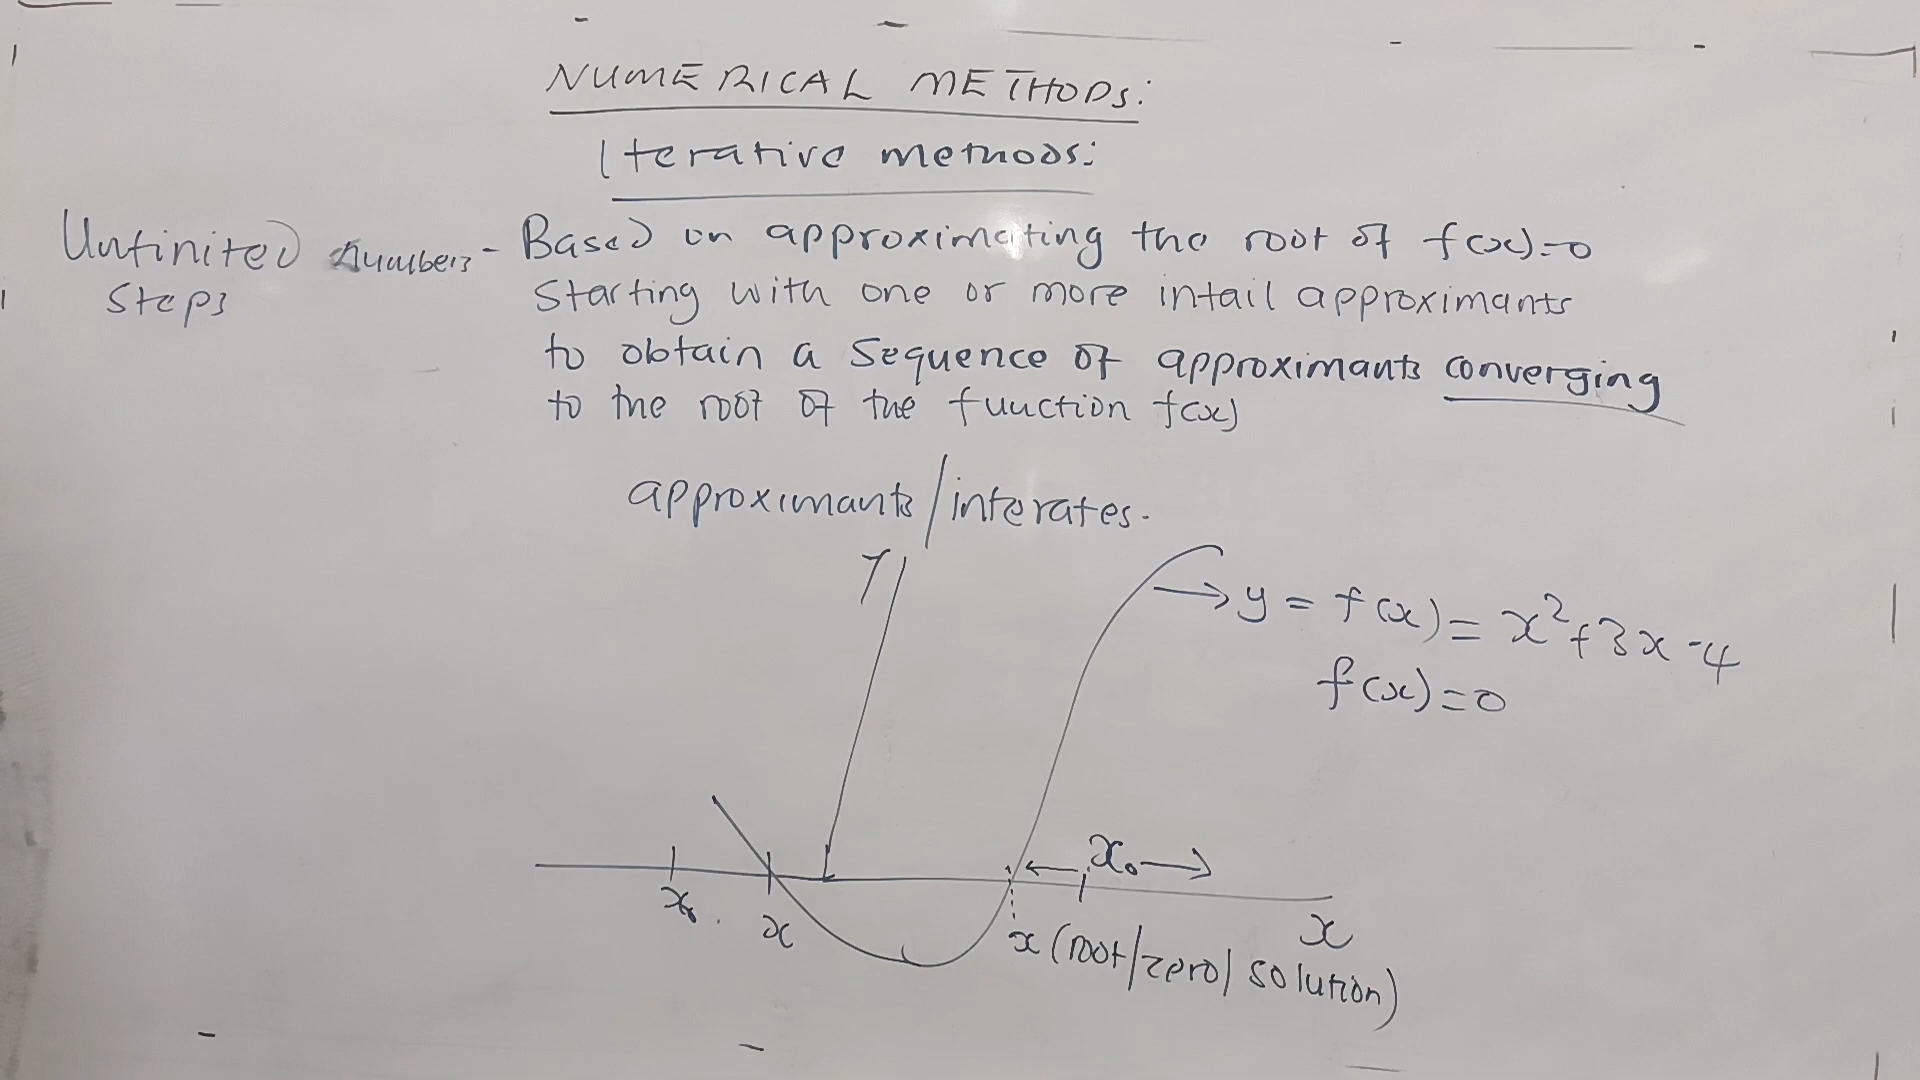 NUMERICAL METHODS:
Iterative methods:
Unfinited numbers - Based on approximating the root of f(x)=0
Steps
Starting with one or more intail approximants
to obtain a sequence of approximants converging
to the root of the function f(x)
approximants/interates.
y = f(x) = x²+3x-4
f(x)=0
x₀
x
x
x (root/zero/solution)